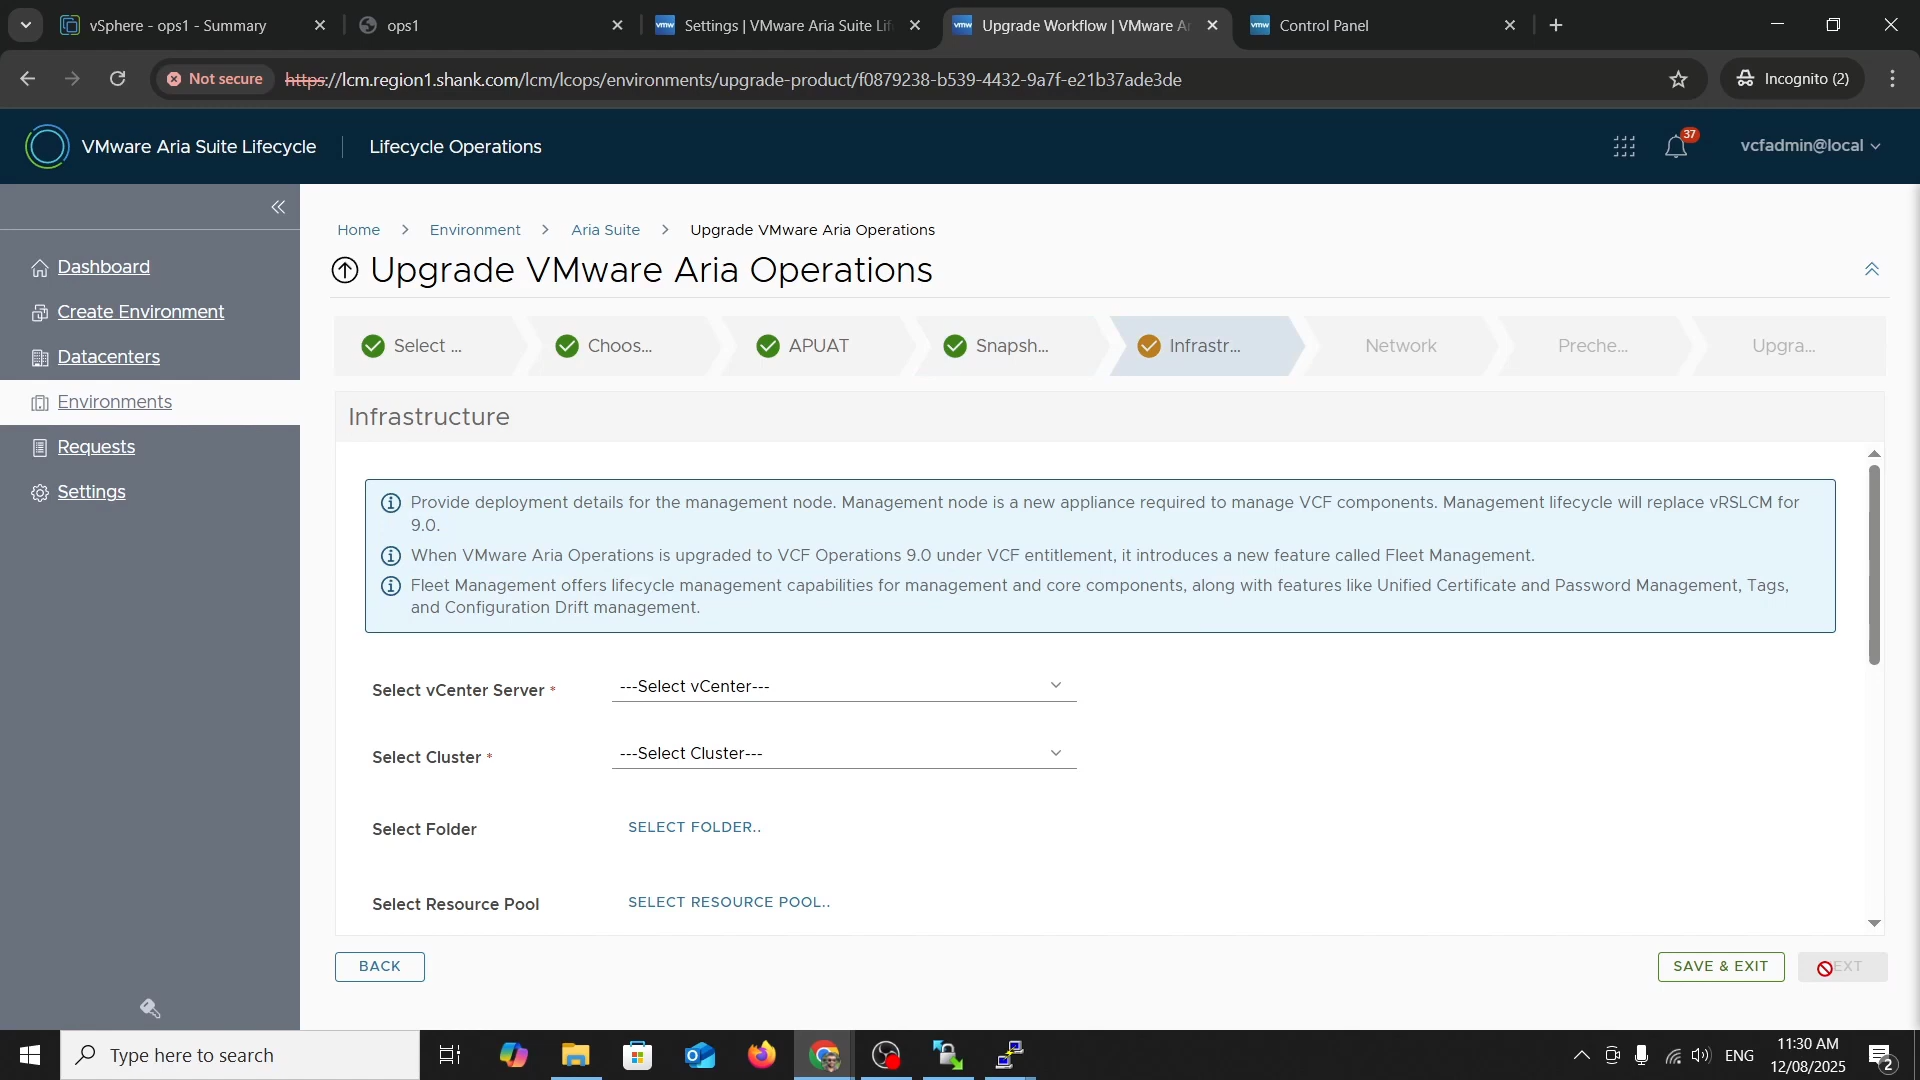 vSphere - ops1 - Summary
ops1
Settings | VMware Aria Suite Lif
Upgrade Workflow | VMware Ar
Control Panel
Not secure
https://lcm.region1.shank.com/lcm/lcops/environments/upgrade-product/f0879238-b539-4432-9a7f-e21b37ade3de
Incognito (2)
VMware Aria Suite Lifecycle
Lifecycle Operations
37
vcfadmin@local
Dashboard
Create Environment
Datacenters
Environments
Requests
Settings
Home > Environment > Aria Suite > Upgrade VMware Aria Operations
Upgrade VMware Aria Operations
Select ...
Choos...
APUAT
Snapsh...
Infrastr...
Network
Preche...
Upgra...
Infrastructure
Provide deployment details for the management node. Management node is a new appliance required to manage VCF components. Management lifecycle will replace vRSLCM for
9.0.
When VMware Aria Operations is upgraded to VCF Operations 9.0 under VCF entitlement, it introduces a new feature called Fleet Management.
Fleet Management offers lifecycle management capabilities for management and core components, along with features like Unified Certificate and Password Management, Tags,
and Configuration Drift management.
Select vCenter Server *
---Select vCenter---
Select Cluster *
---Select Cluster---
Select Folder
SELECT FOLDER..
Select Resource Pool
SELECT RESOURCE POOL..
BACK
SAVE & EXIT
EXT
Type here to search
ENG
11:30 AM
12/08/2025
2